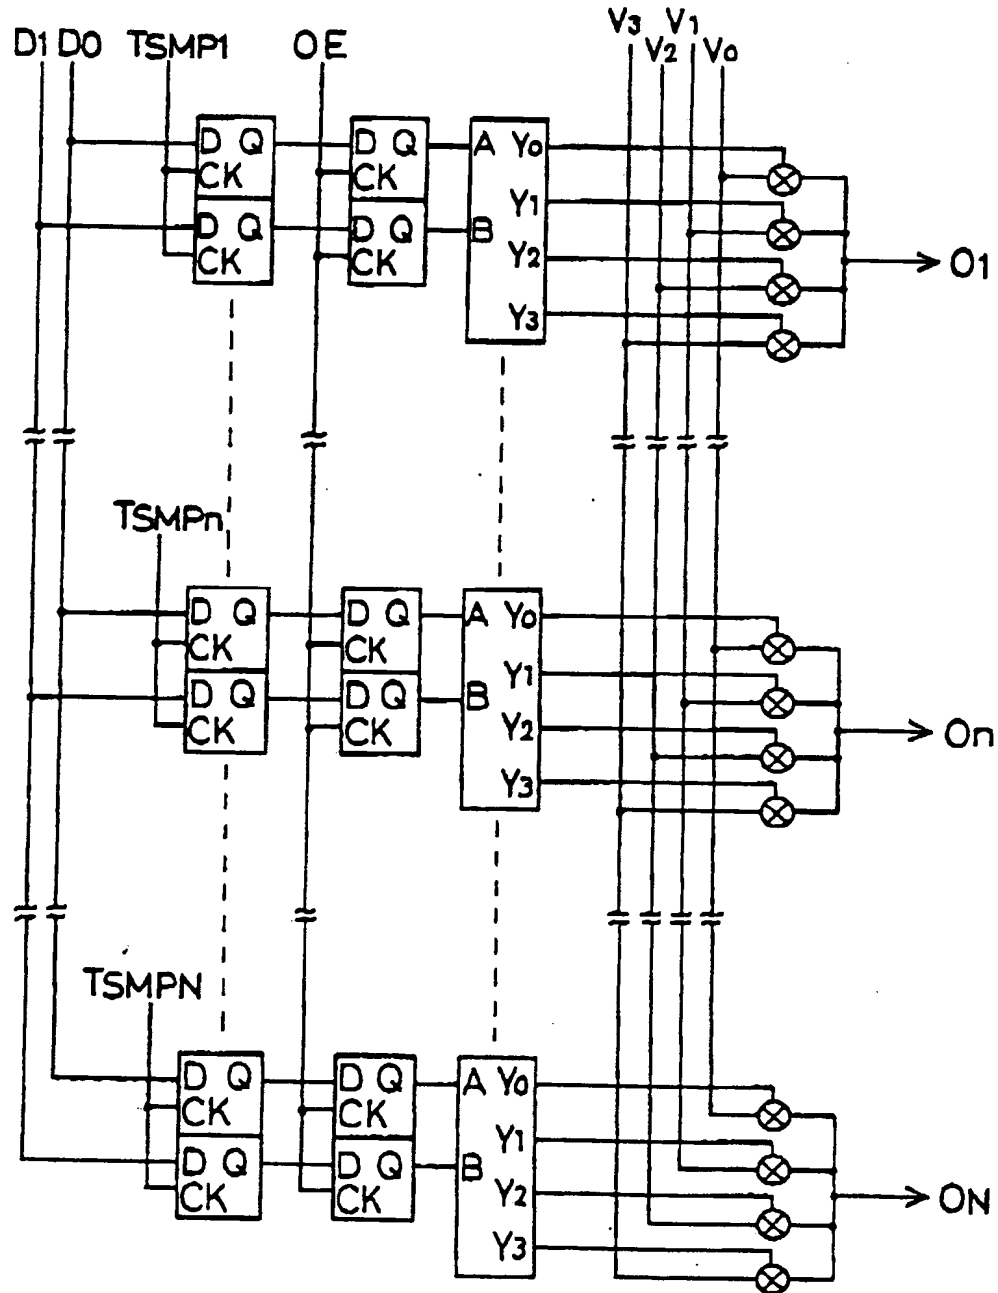 D1 D0 TSMP1 OE V3 V2 V1 V0
D Q D Q A Y0
CK CK
Y1
D Q D Q B
CK CK
Y2
Y3
O1
TSMPn
D Q D Q A Y0
CK CK
Y1
D Q D Q B
CK CK
Y2
Y3
On
TSMPN
D Q D Q A Y0
CK CK
Y1
D Q D Q B
CK CK
Y2
Y3
ON